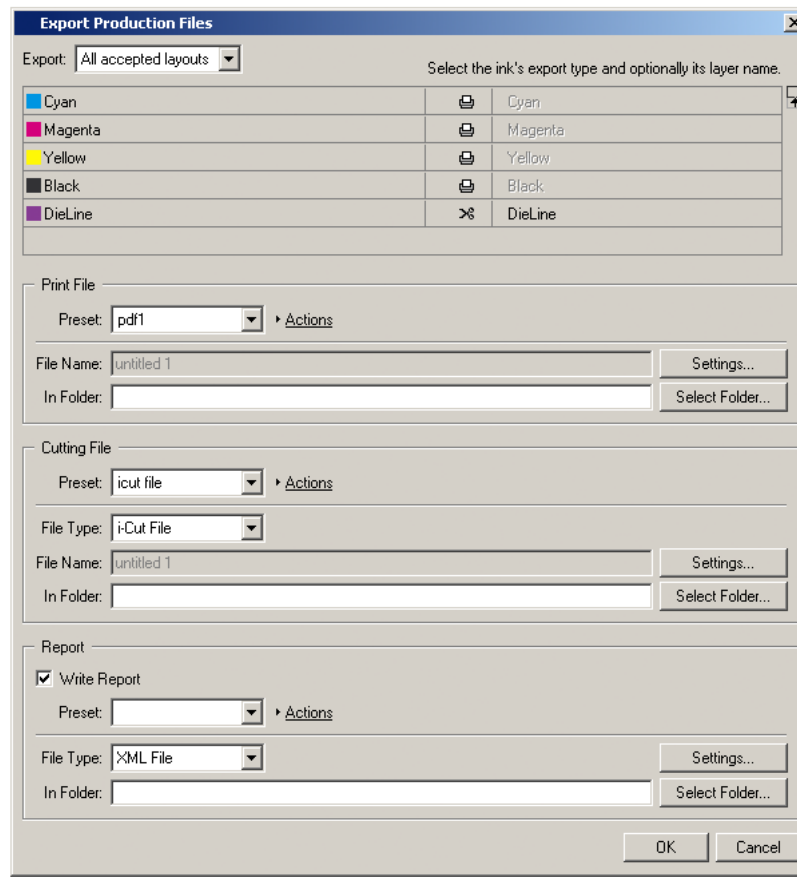 Export Production Files
Export: All accepted layouts
Select the ink's export type and optionally its layer name.
Cyan Cyan
Magenta Magenta
Yellow Yellow
Black Black
DieLine DieLine
Print File
Preset: pdf1 Actions
File Name: untitled 1 Settings...
In Folder: Select Folder...
Cutting File
Preset: icut file Actions
File Type: i-Cut File
File Name: untitled 1 Settings...
In Folder: Select Folder...
Report
Write Report
Preset: Actions
File Type: XML File Settings...
In Folder: Select Folder...
OK Cancel